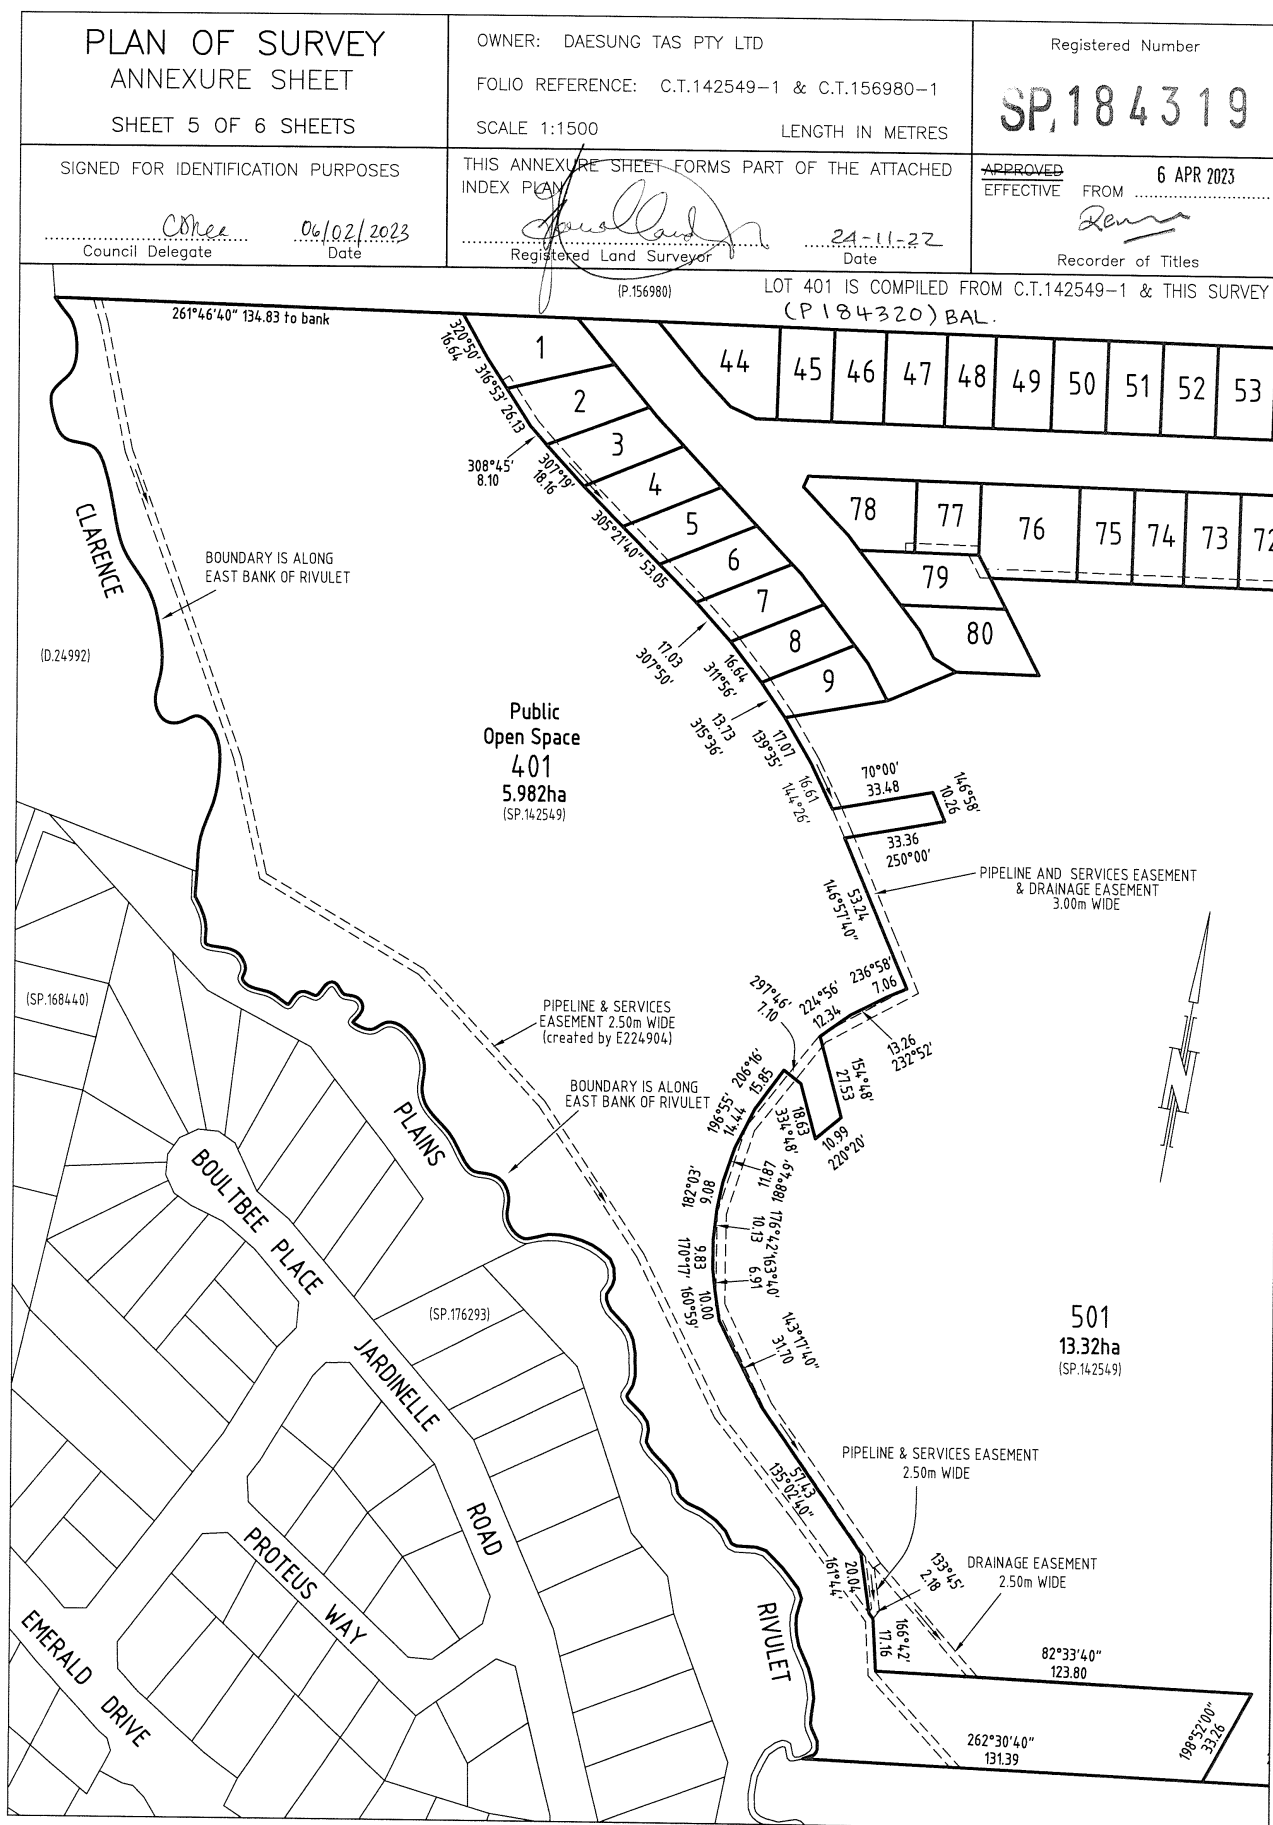 PLAN OF SURVEY
ANNEXURE SHEET
SHEET 5 OF 6 SHEETS
OWNER: DAESUNG TAS PTY LTD
FOLIO REFERENCE: C.T.142549-1 & C.T.156980-1
SCALE 1:1500 LENGTH IN METRES
Registered Number
SP. 184319
SIGNED FOR IDENTIFICATION PURPOSES
06/02/2023
Council Delegate Date
THIS ANNEXURE SHEET FORMS PART OF THE ATTACHED
INDEX PLAN
24-11-22
Registered Land Surveyor Date
APPROVED
EFFECTIVE FROM 6 APR 2023
Recorder of Titles
(P.156980)
LOT 401 IS COMPILED FROM C.T.142549-1 & THIS SURVEY
(P184320) BAL.
261°46'40" 134.83 to bank
320°50'
16.64
316°53' 26.13
308°45'
8.10
307°19'
18.16
305°21'40" 53.05
17.03
307°50'
16.64
311°56'
13.73
315°36'
17.07
139°35'
16.61
144°26'
1
2
3
4
5
6
7
8
9
44
45
46
47
48
49
50
51
52
53
78
77
76
75
74
73
72
79
80
CLARENCE
BOUNDARY IS ALONG
EAST BANK OF RIVULET
(D.24992)
Public
Open Space
401
5.982ha
(SP.142549)
70°00'
33.48
146°58'
10.26
33.36
250°00'
PIPELINE AND SERVICES EASEMENT
& DRAINAGE EASEMENT
3.00m WIDE
53.24
146°57'40"
236°58'
7.06
224°56'
12.34
297°46'
7.10
13.26
232°52'
154°48'
27.53
10.99
220°20'
18.63
334°48'
206°16'
15.85
196°55'
14.44
11.87
188°49'
182°03'
9.08
176°42'
10.13
163°40'
6.91
9.83
170°17'
10.00
160°59'
143°17'40"
31.70
(SP.168440)
PIPELINE & SERVICES
EASEMENT 2.50m WIDE
(created by E224904)
BOUNDARY IS ALONG
EAST BANK OF RIVULET
PLAINS
BOULTBEE PLACE
(SP.176293)
JARDINELLE
ROAD
PROTEUS WAY
EMERALD DRIVE
RIVULET
501
13.32ha
(SP.142549)
PIPELINE & SERVICES EASEMENT
2.50m WIDE
57.43
135°02'40"
20.04
161°44'
133°45'
2.18
DRAINAGE EASEMENT
2.50m WIDE
166°42'
17.16
82°33'40"
123.80
262°30'40"
131.39
198°52'00"
33.26